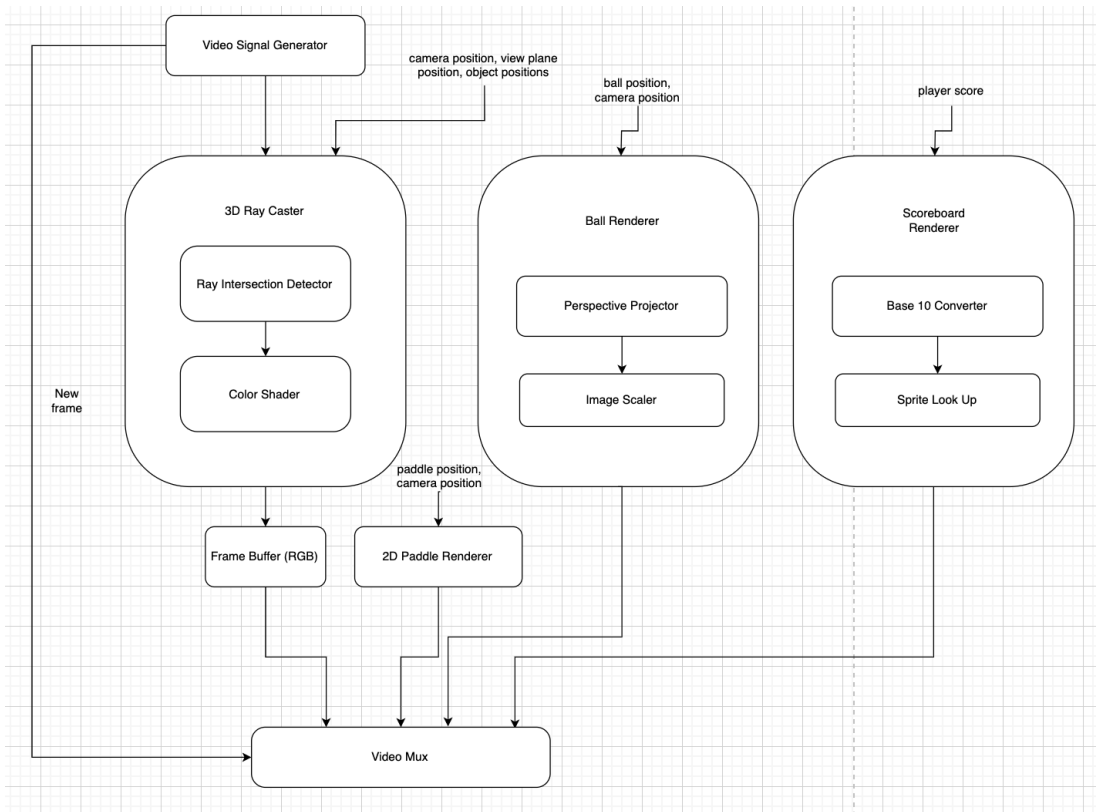 Video Signal Generator
camera position, view plane
position, object positions
ball position,
camera position
player score
3D Ray Caster
Ball Renderer
Scoreboard
Renderer
Ray Intersection Detector
Perspective Projector
Base 10 Converter
Color Shader
Image Scaler
Sprite Look Up
New
frame
paddle position,
camera position
Frame Buffer (RGB)
2D Paddle Renderer
Video Mux